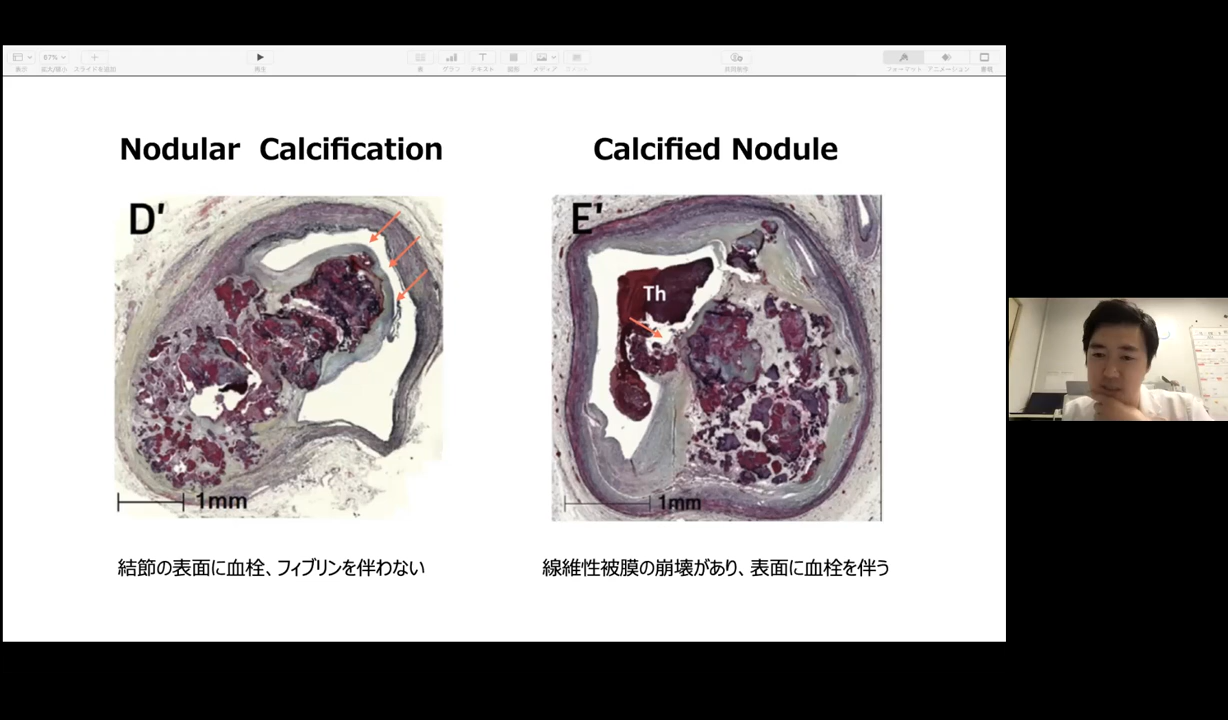 67%
表示
拡大/縮小
スライドを追加
再生
表
グラフ
テキスト
図形
メディア
コメント
共同制作
フォーマット
アニメーション
書類
Nodular Calcification
Calcified Nodule
D'
E'
Th
1mm
1mm
結節の表面に血栓、フィブリンを伴わない
線維性被膜の崩壊があり、表面に血栓を伴う